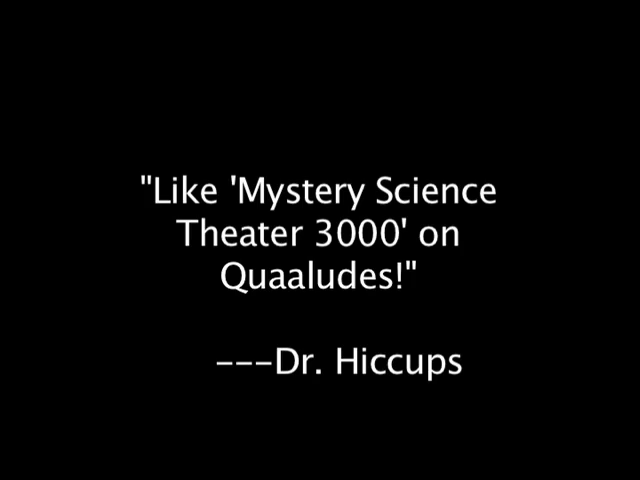 "Like 'Mystery Science
Theater 3000' on
Quaaludes!"
---Dr. Hiccups